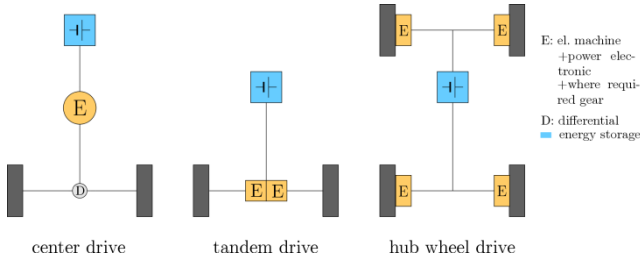 E
D
center drive
E E
tandem drive
E E
E E
hub wheel drive
E: el. machine
+power elec-
tronic
+where requi-
red gear
D: differential
energy storage